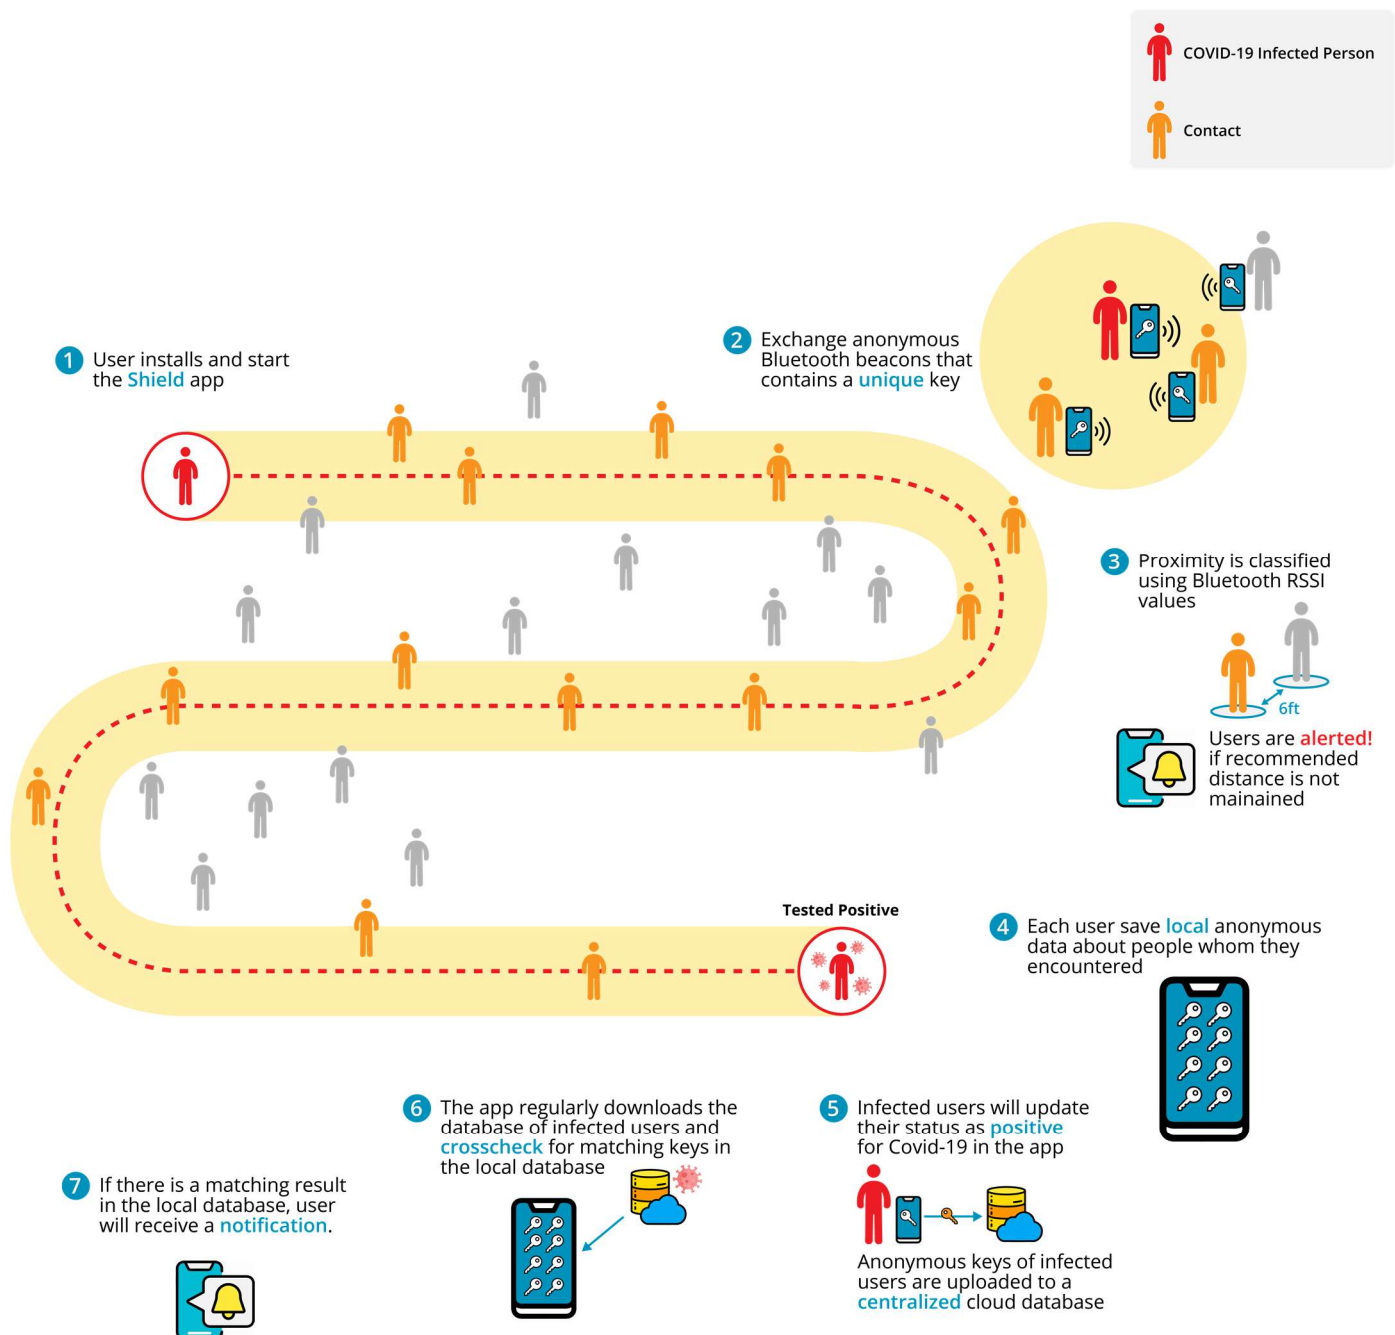 COVID-19 Infected Person
Contact
1
User installs and start
the Shield app
2
Exchange anonymous
Bluetooth beacons that
contains a unique key
3
Proximity is classified
using Bluetooth RSSI
values
6ft
Users are alerted!
if recommended
distance is not
mainained
Tested Positive
4
Each user save local anonymous
data about people whom they
encountered
5
Infected users will update
their status as positive
for Covid-19 in the app
Anonymous keys of infected
users are uploaded to a
centralized cloud database
6
The app regularly downloads the
database of infected users and
crosscheck for matching keys in
the local database
7
If there is a matching result
in the local database, user
will receive a notification.